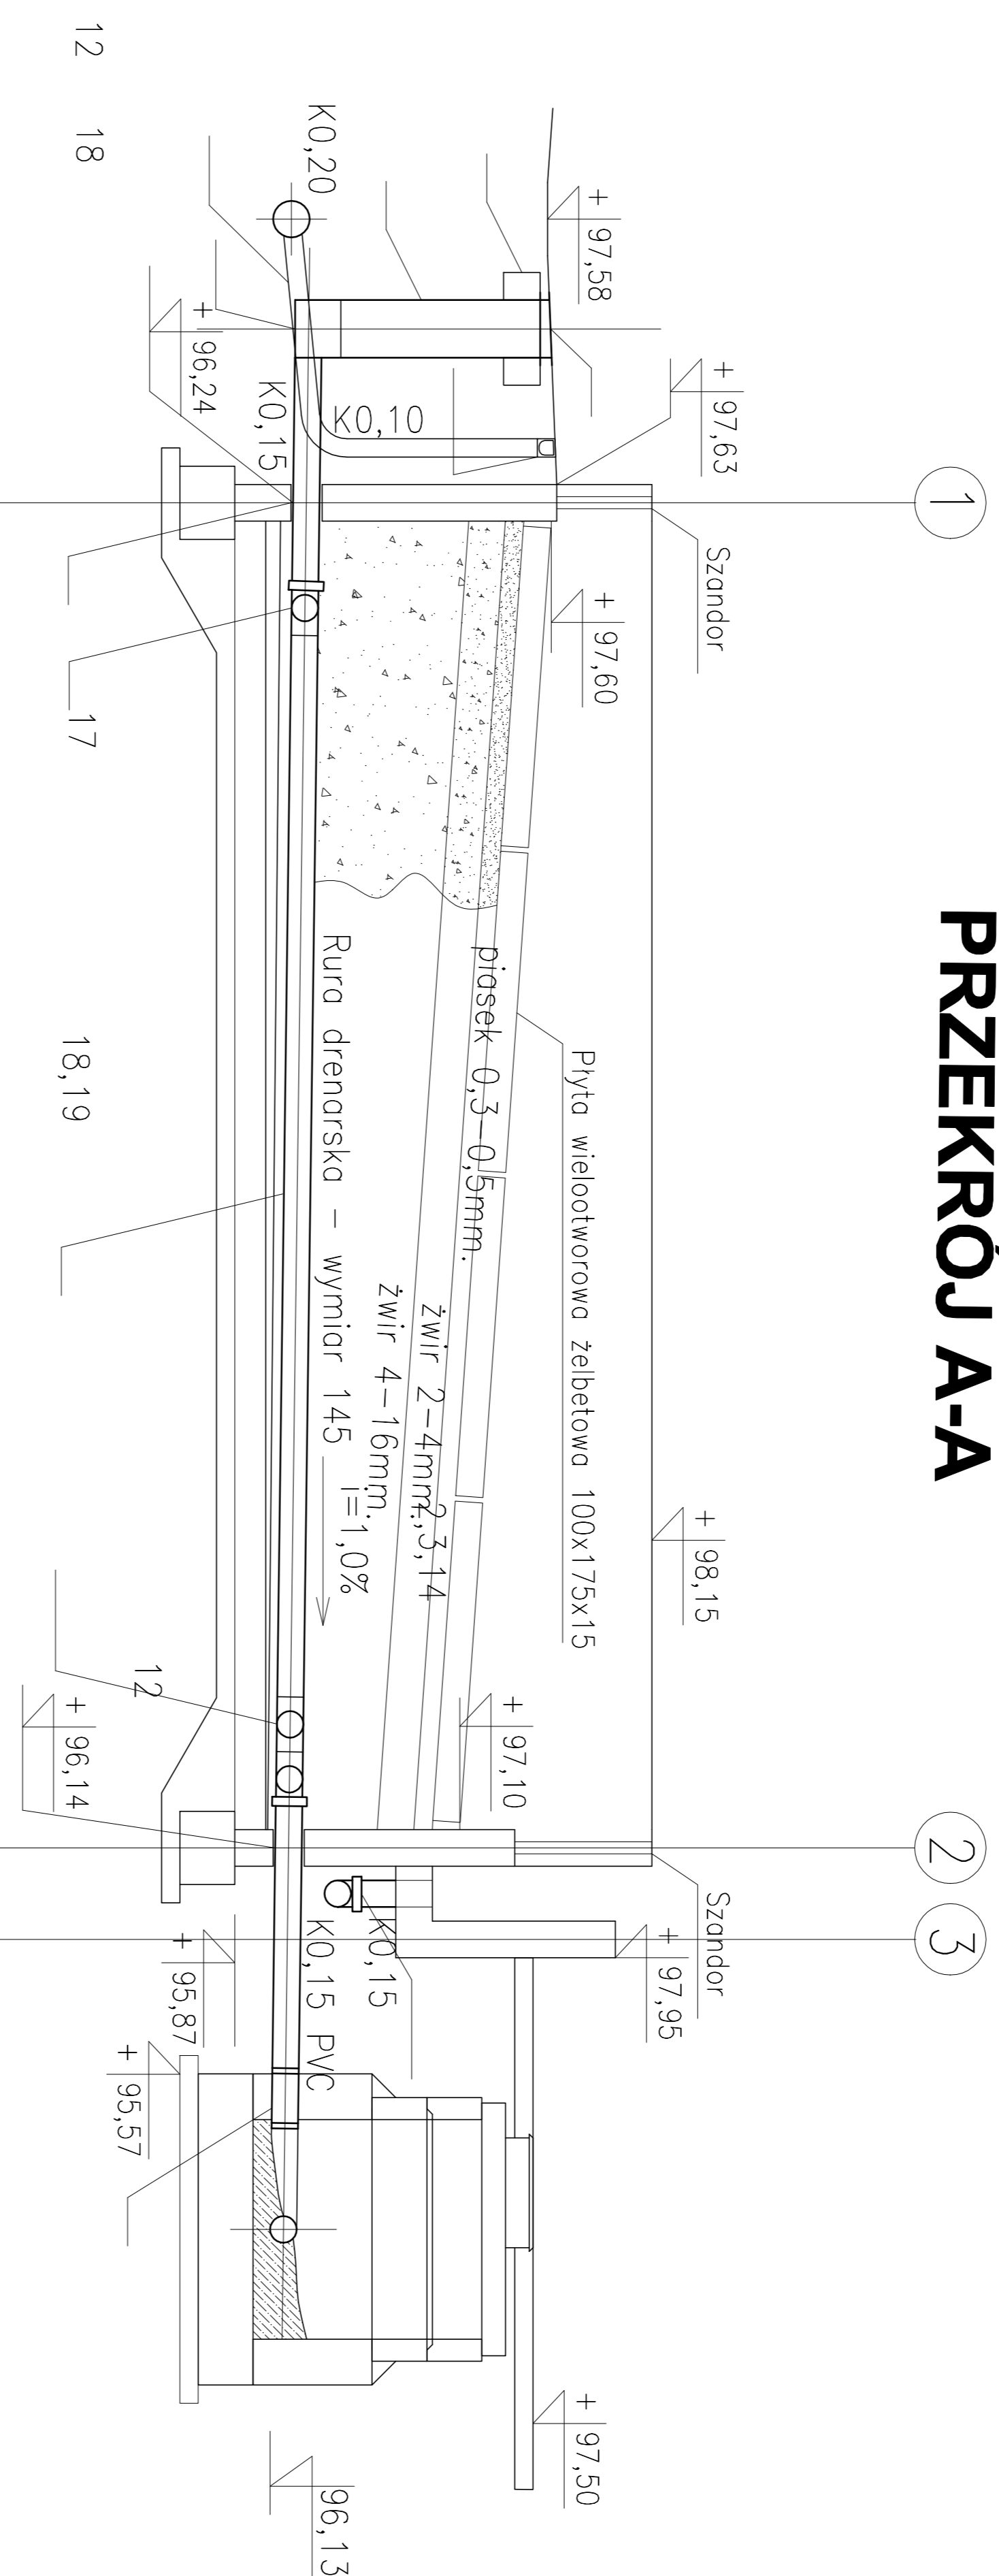 PRZEKRÓJ A-A
1
2
3
Szandor
Szandor
+ 97,63
+ 98,15
+ 97,95
+ 97,58
+ 97,60
Płyta wielootworowa żelbetowa 100x175x15
+ 97,10
+ 97,50
piasek 0,3-0,5mm.
żwir 2-4mm.
2,3,14
żwir 4-16mm.
i=1,0%
Rura drenarska - wymiar 145
K0,20
K0,10
K0,15
K0,15
K0,15 PVC
96,13
+ 96,24
+ 95,87
+ 95,57
12
18
17
18,19
12
+ 96,14